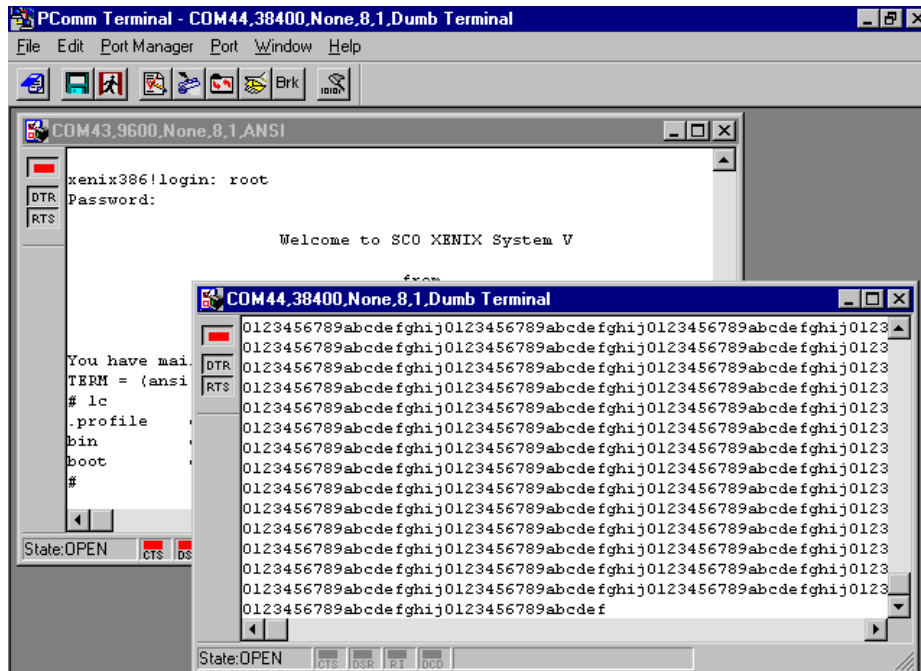 PComm Terminal - COM44,38400,None,8,1,Dumb Terminal
File Edit Port Manager Port Window Help
Brk
COM43,9600,None,8,1,ANSI
DTR
RTS
xenix386!login: root
Password:
Welcome to SCO XENIX System V
from
You have mai
TERM = (ansi
# lc
.profile
bin
boot
#
State:OPEN CTS DS
COM44,38400,None,8,1,Dumb Terminal
DTR
RTS
0123456789abcdefghij0123456789abcdefghij0123456789abcdefghij0123
0123456789abcdefghij0123456789abcdefghij0123456789abcdefghij0123
0123456789abcdefghij0123456789abcdefghij0123456789abcdefghij0123
0123456789abcdefghij0123456789abcdefghij0123456789abcdefghij0123
0123456789abcdefghij0123456789abcdefghij0123456789abcdefghij0123
0123456789abcdefghij0123456789abcdefghij0123456789abcdefghij0123
0123456789abcdefghij0123456789abcdefghij0123456789abcdefghij0123
0123456789abcdefghij0123456789abcdefghij0123456789abcdefghij0123
0123456789abcdefghij0123456789abcdefghij0123456789abcdefghij0123
0123456789abcdefghij0123456789abcdefghij0123456789abcdefghij0123
0123456789abcdefghij0123456789abcdefghij0123456789abcdefghij0123
0123456789abcdefghij0123456789abcdefghij0123456789abcdefghij0123
0123456789abcdefghij0123456789abcdefghij0123456789abcdefghij0123
0123456789abcdefghij0123456789abcdefghij0123456789abcdefghij0123
0123456789abcdefghij0123456789abcdef
State:OPEN CTS DSR RI DCD